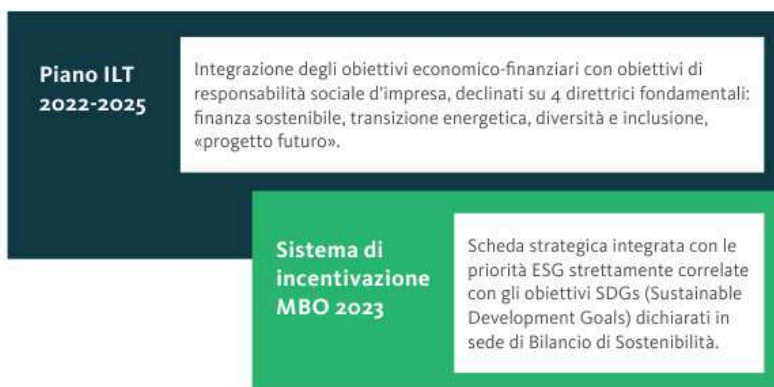 Piano ILT
2022-2025
Integrazione degli obiettivi economico-finanziari con obiettivi di
responsabilità sociale d'impresa, declinati su 4 direttrici fondamentali:
finanza sostenibile, transizione energetica, diversità e inclusione,
«progetto futuro».
Sistema di
incentivazione
MBO 2023
Scheda strategica integrata con le
priorità ESG strettamente correlate
con gli obiettivi SDGs (Sustainable
Development Goals) dichiarati in
sede di Bilancio di Sostenibilità.